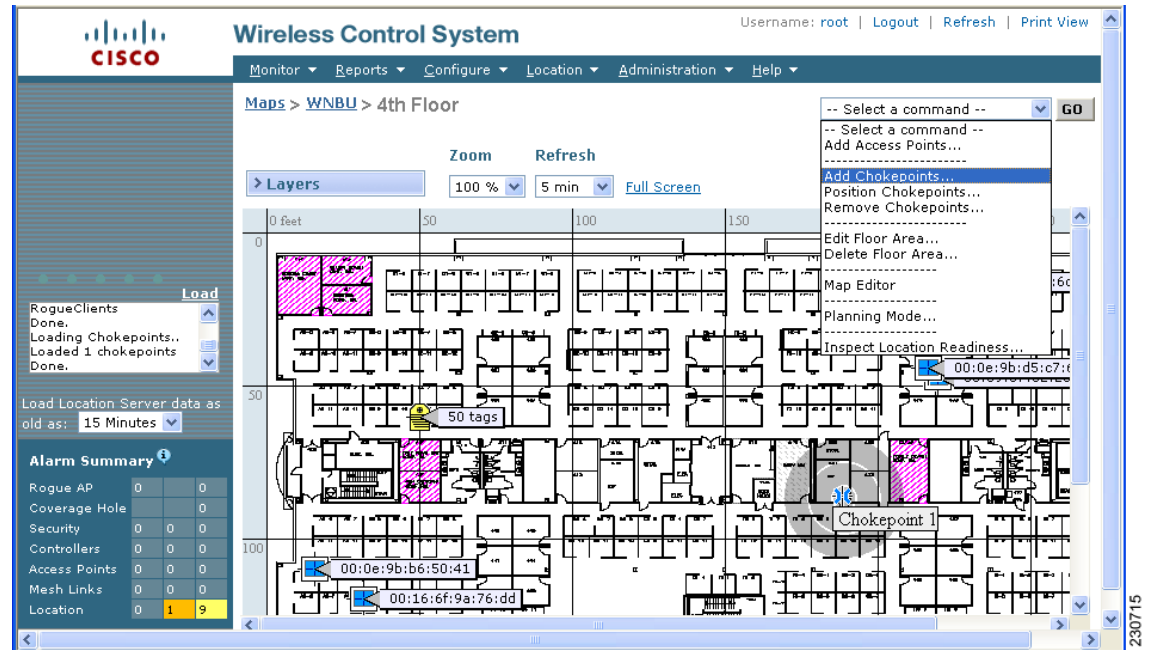 Username: root | Logout | Refresh | Print View
CISCO
Wireless Control System
Monitor Reports Configure Location Administration Help
Maps > WNBU > 4th Floor
-- Select a command -- GO
-- Select a command --
Add Access Points...
-----------------------
Add Chokepoints...
Position Chokepoints...
Remove Chokepoints...
-----------------------
Edit Floor Area...
Delete Floor Area...
------------------
Map Editor
------------------
Planning Mode...
------------------
Inspect Location Readiness...
Zoom Refresh
> Layers 100 % 5 min Full Screen
0 feet 50 100 150
0
50
100
50 tags
Chokepoint 1
00:0e:9b:d5:c7:6
00:0e:9b:b6:50:41
00:16:6f:9a:76:dd
Load
RogueClients
Done.
Loading Chokepoints..
Loaded 1 chokepoints
Done.
Load Location Server data as
old as: 15 Minutes
Alarm Summary
Rogue AP 0 0
Coverage Hole 0
Security 0 0 0
Controllers 0 0 0
Access Points 0 0 0
Mesh Links 0 0 0
Location 0 1 9
230715